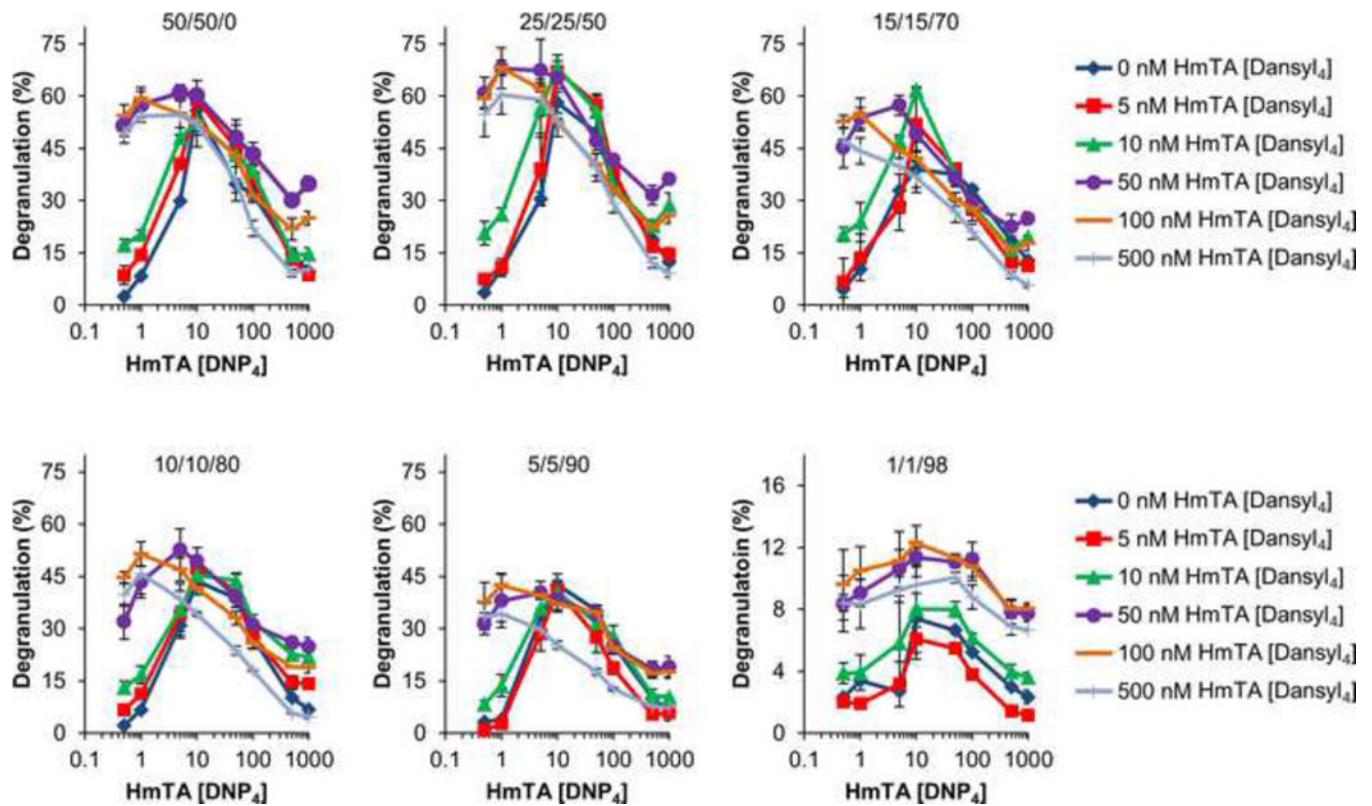 50/50/0
25/25/50
15/15/70
Degranulation (%)
75
60
45
30
15
0
0.1 1 10 100 1000
HmTA [DNP₄]
Degranulation (%)
75
60
45
30
15
0
0.1 1 10 100 1000
HmTA [DNP₄]
Degranulation (%)
75
60
45
30
15
0
0.1 1 10 100 1000
HmTA [DNP₄]
0 nM HmTA [Dansyl₄]
5 nM HmTA [Dansyl₄]
10 nM HmTA [Dansyl₄]
50 nM HmTA [Dansyl₄]
100 nM HmTA [Dansyl₄]
500 nM HmTA [Dansyl₄]
10/10/80
5/5/90
1/1/98
Degranulation (%)
75
60
45
30
15
0
0.1 1 10 100 1000
HmTA [DNP₄]
Degranulation (%)
75
60
45
30
15
0
0.1 1 10 100 1000
HmTA [DNP₄]
Degranulatoin (%)
16
12
8
4
0
0.1 1 10 100 1000
HmTA [DNP₄]
0 nM HmTA [Dansyl₄]
5 nM HmTA [Dansyl₄]
10 nM HmTA [Dansyl₄]
50 nM HmTA [Dansyl₄]
100 nM HmTA [Dansyl₄]
500 nM HmTA [Dansyl₄]